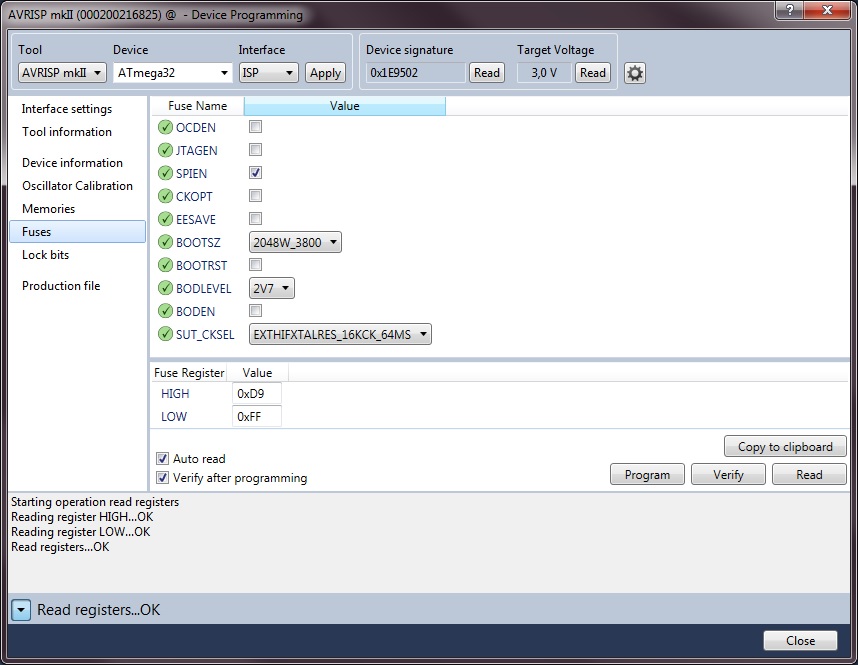 AVRISP mkII (000200216825) @  - Device Programming
?
Tool Device Interface Device signature Target Voltage
AVRISP mkII ATmega32 ISP Apply 0x1E9502 Read 3,0 V Read
Interface settings
Tool information
Device information
Oscillator Calibration
Memories
Fuses
Lock bits
Production file
Fuse Name Value
OCDEN
JTAGEN
SPIEN
CKOPT
EESAVE
BOOTSZ 2048W_3800
BOOTRST
BODLEVEL 2V7
BODEN
SUT_CKSEL EXTHIFXTALRES_16KCK_64MS
Fuse Register Value
HIGH 0xD9
LOW 0xFF
Copy to clipboard
Auto read
Verify after programming
Program Verify Read
Starting operation read registers
Reading register HIGH...OK
Reading register LOW...OK
Read registers...OK
Read registers...OK
Close